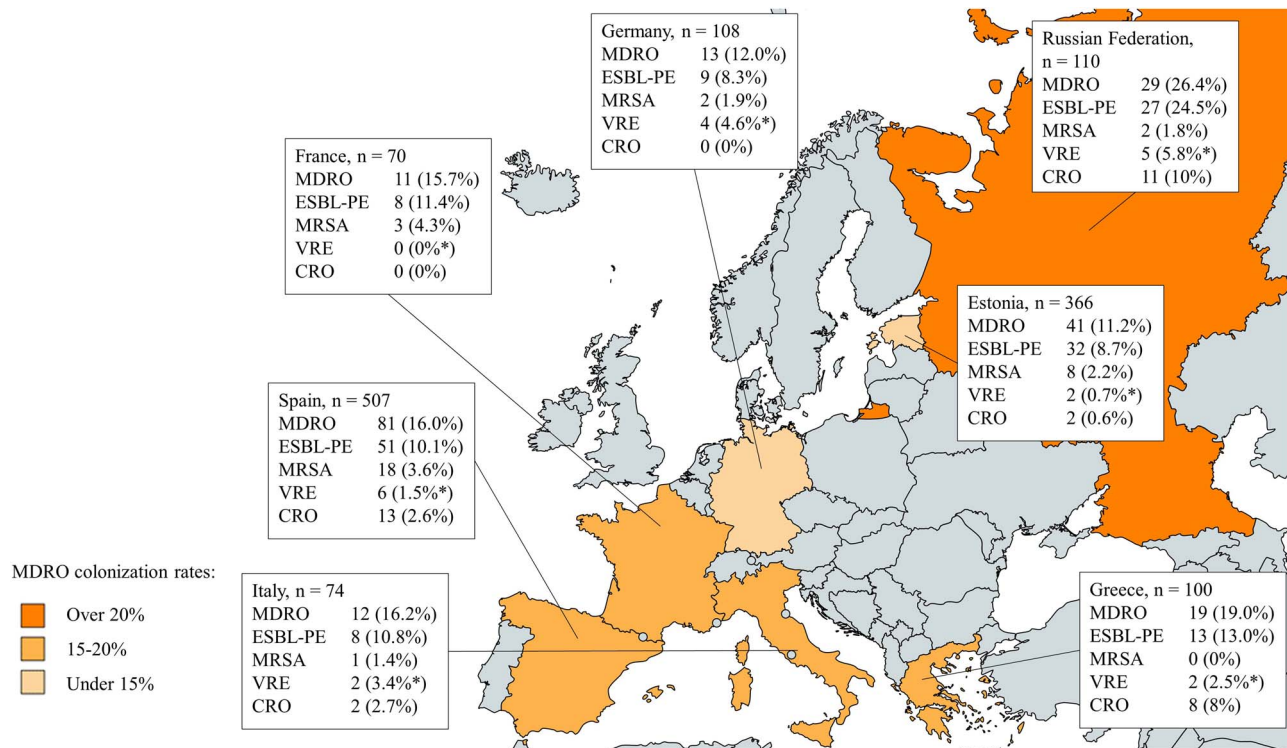 Germany, n = 108
MDRO 13 (12.0%)
ESBL-PE 9 (8.3%)
MRSA 2 (1.9%)
VRE 4 (4.6%*)
CRO 0 (0%)
Russian Federation,
n = 110
MDRO 29 (26.4%)
ESBL-PE 27 (24.5%)
MRSA 2 (1.8%)
VRE 5 (5.8%*)
CRO 11 (10%)
France, n = 70
MDRO 11 (15.7%)
ESBL-PE 8 (11.4%)
MRSA 3 (4.3%)
VRE 0 (0%*)
CRO 0 (0%)
Estonia, n = 366
MDRO 41 (11.2%)
ESBL-PE 32 (8.7%)
MRSA 8 (2.2%)
VRE 2 (0.7%*)
CRO 2 (0.6%)
Spain, n = 507
MDRO 81 (16.0%)
ESBL-PE 51 (10.1%)
MRSA 18 (3.6%)
VRE 6 (1.5%*)
CRO 13 (2.6%)
MDRO colonization rates:
Over 20%
15-20%
Under 15%
Italy, n = 74
MDRO 12 (16.2%)
ESBL-PE 8 (10.8%)
MRSA 1 (1.4%)
VRE 2 (3.4%*)
CRO 2 (2.7%)
Greece, n = 100
MDRO 19 (19.0%)
ESBL-PE 13 (13.0%)
MRSA 0 (0%)
VRE 2 (2.5%*)
CRO 8 (8%)